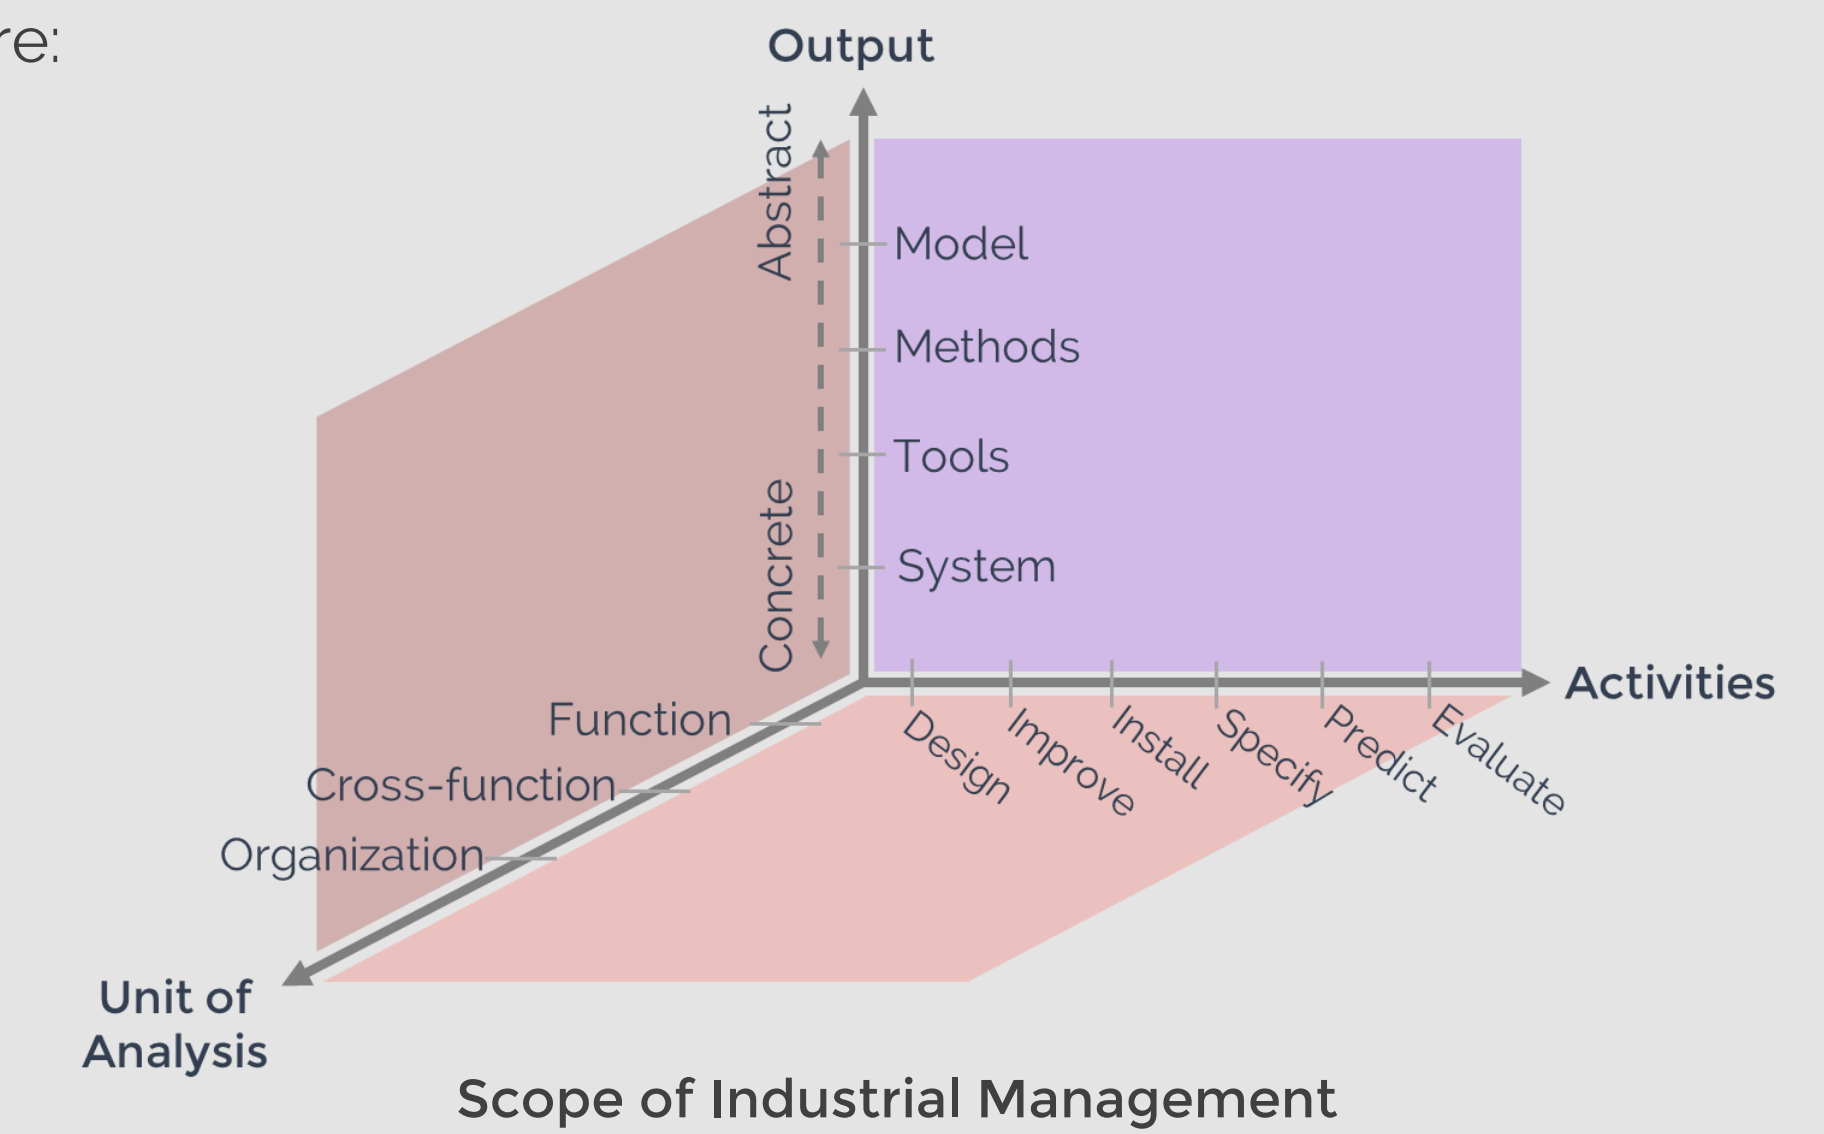 re:
Output
Abstract
Concrete
Model
Methods
Tools
System
Activities
Design
Improve
Install
Specify
Predict
Evaluate
Function
Cross-function
Organization
Unit of
Analysis
Scope of Industrial Management